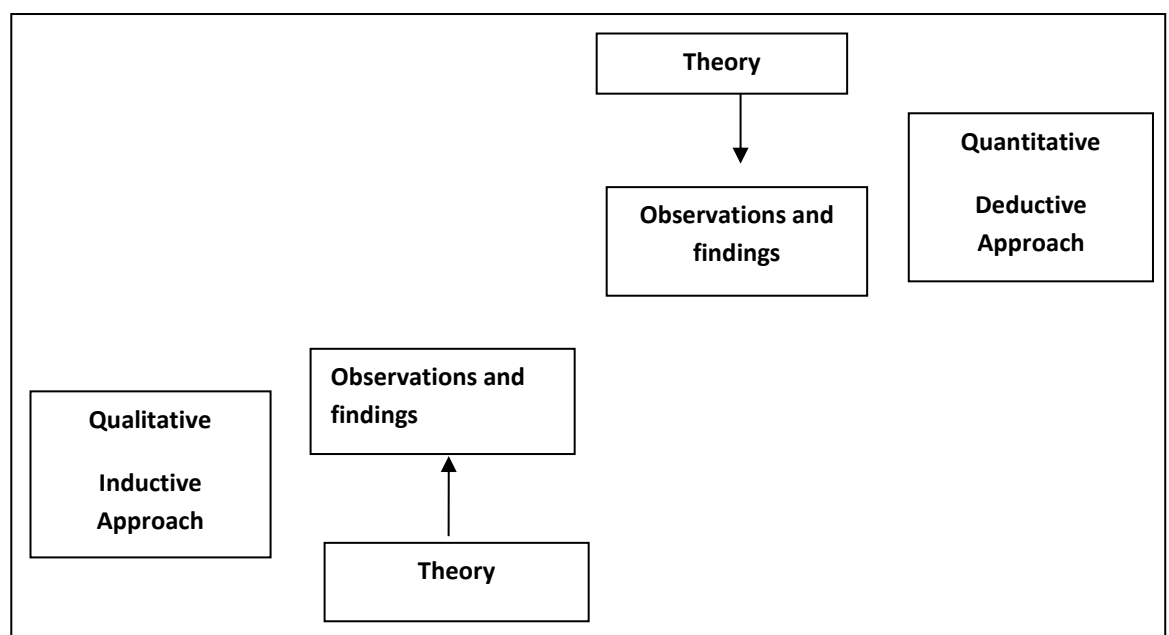 Theory
Quantitative
Deductive
Approach
Observations and
findings
Observations and
findings
Qualitative
Inductive
Approach
Theory